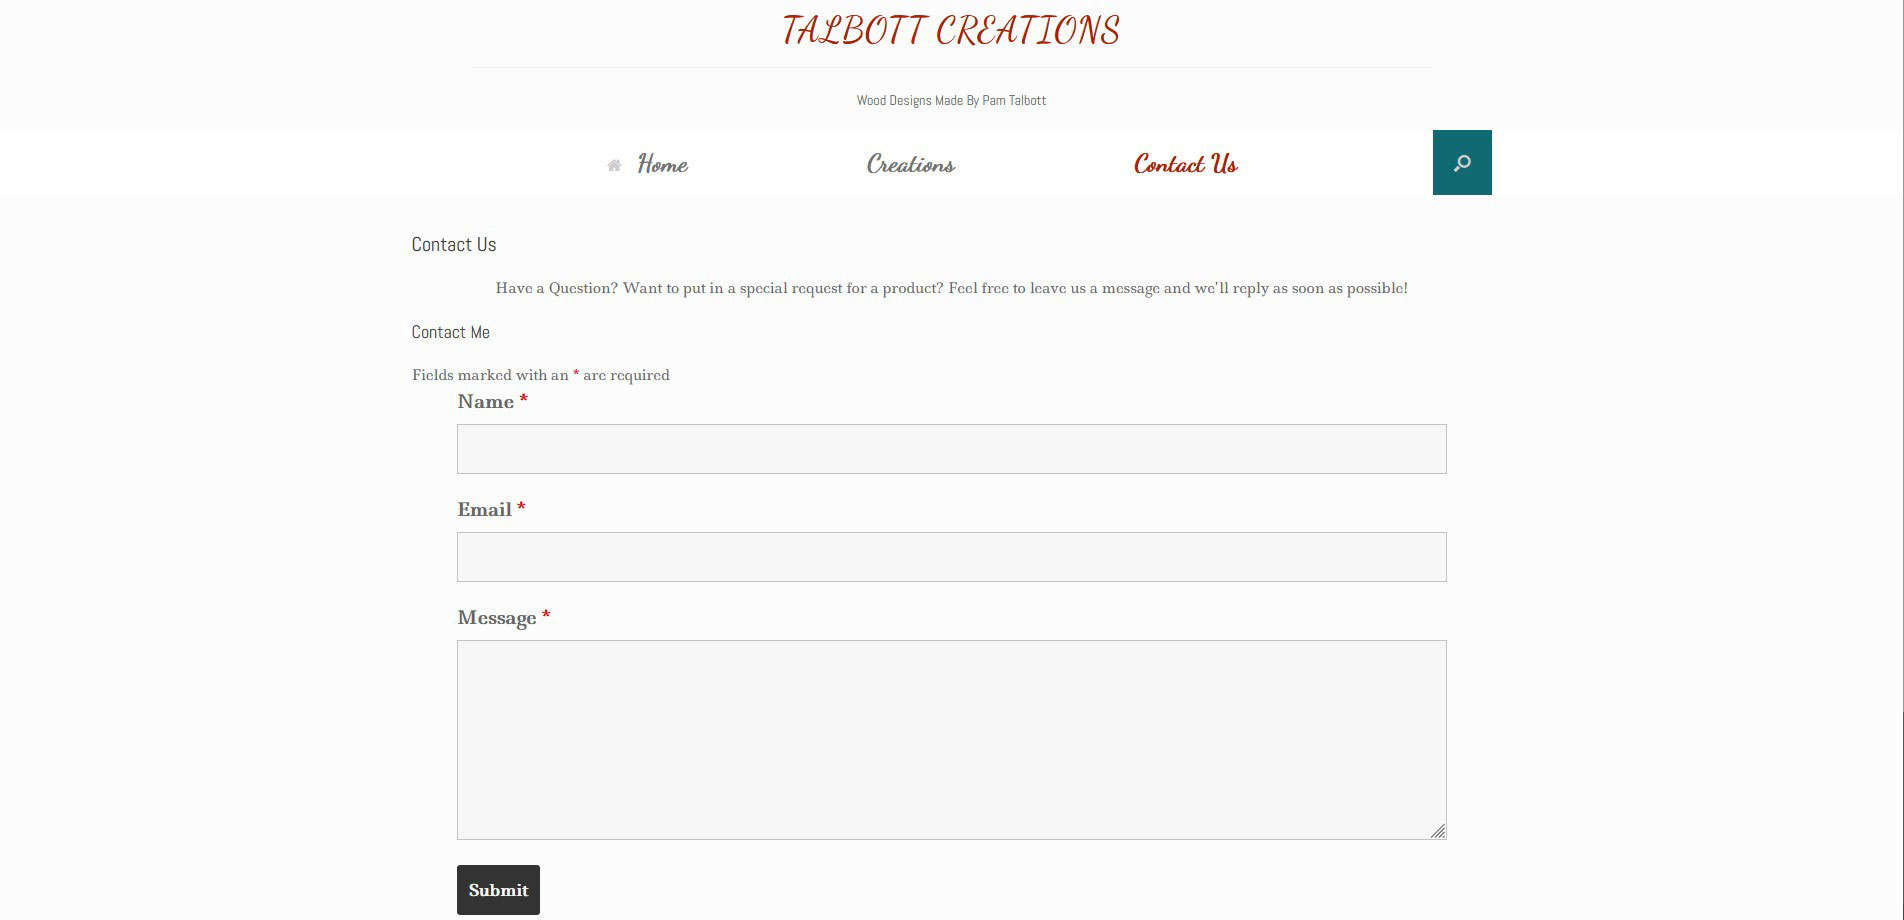 TALBOTT CREATIONS
Wood Designs Made By Pam Talbott
Home Creations Contact Us
Contact Us
Have a Question? Want to put in a special request for a product? Feel free to leave us a message and we'll reply as soon as possible!
Contact Me
Fields marked with an * are required
Name *
Email *
Message *
Submit